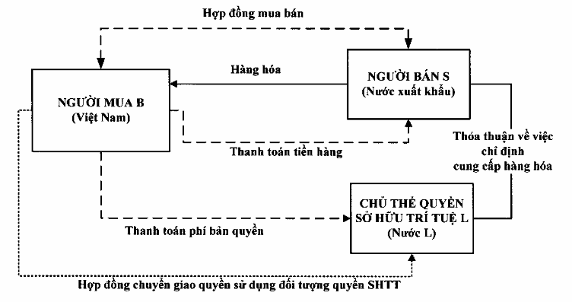 Hợp đồng mua bán
Hàng hóa
NGƯỜI BÁN S
(Nước xuất khẩu)
NGƯỜI MUA B
(Việt Nam)
Thanh toán tiền hàng
Thỏa thuận về việc
chỉ định
cung cấp hàng hóa
CHỦ THỂ QUYỀN
SỞ HỮU TRÍ TUỆ L
(Nước L)
Thanh toán phí bản quyền
Hợp đồng chuyển giao quyền sử dụng đối tượng quyền SHTT